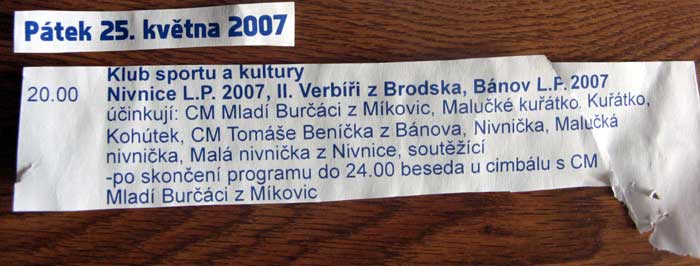 Pátek 25. května 2007
Klub sportu a kultury
20.00 Nivnice L.P. 2007, II. Verbíři z Brodska, Bánov L.P. 2007
účinkují: CM Mladí Burčáci z Míkovic, Malučké kuřátko. Kuřátko,
Kohútek, CM Tomáše Beníčka z Bánova, Nivnička, Malučká
nivnička, Malá nivnička z Nivnice, soutěžící
-po skončení programu do 24.00 beseda u cimbálu s CM
Mladí Burčáci z Míkovic